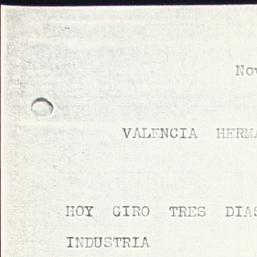 Nov
VALENCIA HERMA
HOY GIRO TRES DIAS
INDUSTRIA